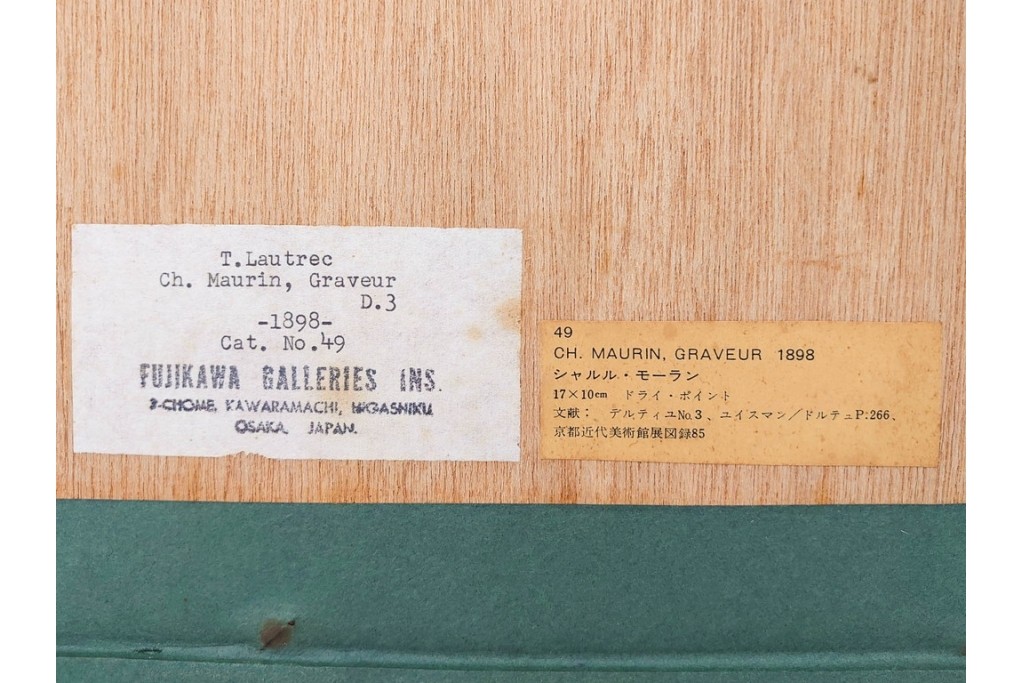 T.Lautrec
Ch. Maurin, Graveur
D.3
-1898-
Cat. No.49
FUJIKAWA GALLERIES INS.
3-CHOME, KAWARAMACHI, HIGASHIKU,
OSAKA, JAPAN.
49
CH. MAURIN, GRAVEUR 1898
シャルル・モーラン
17×10cm ドライ・ポイント
文献： デルティユNo.3、ユイスマン／ドルテュP.266、
京都近代美術館展図録85